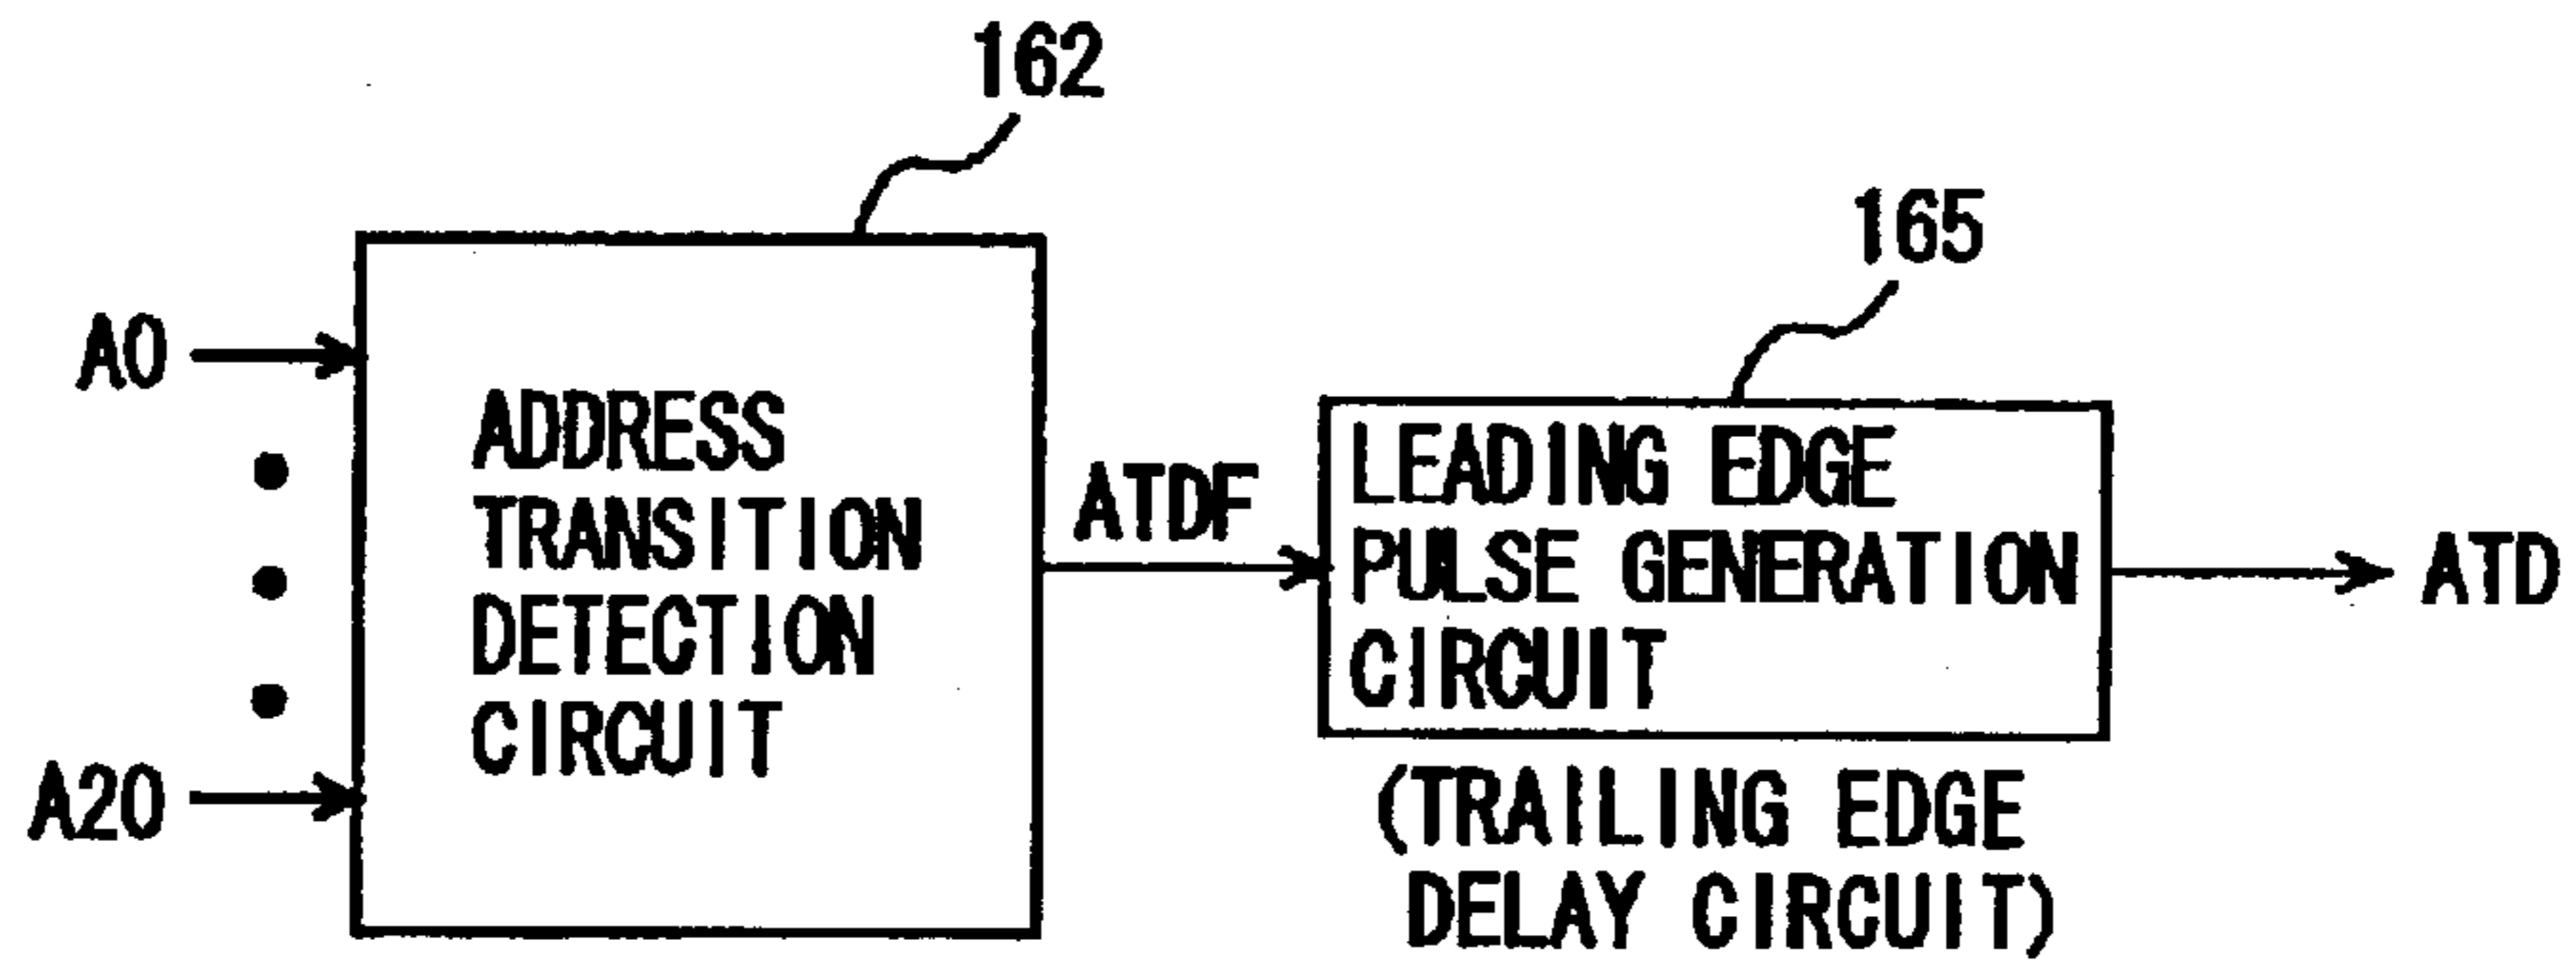 162
165
A0
A20
ADDRESS
TRANSITION
DETECTION
CIRCUIT
ATDF
LEADING EDGE
PULSE GENERATION
CIRCUIT
(TRAILING EDGE
DELAY CIRCUIT)
ATD